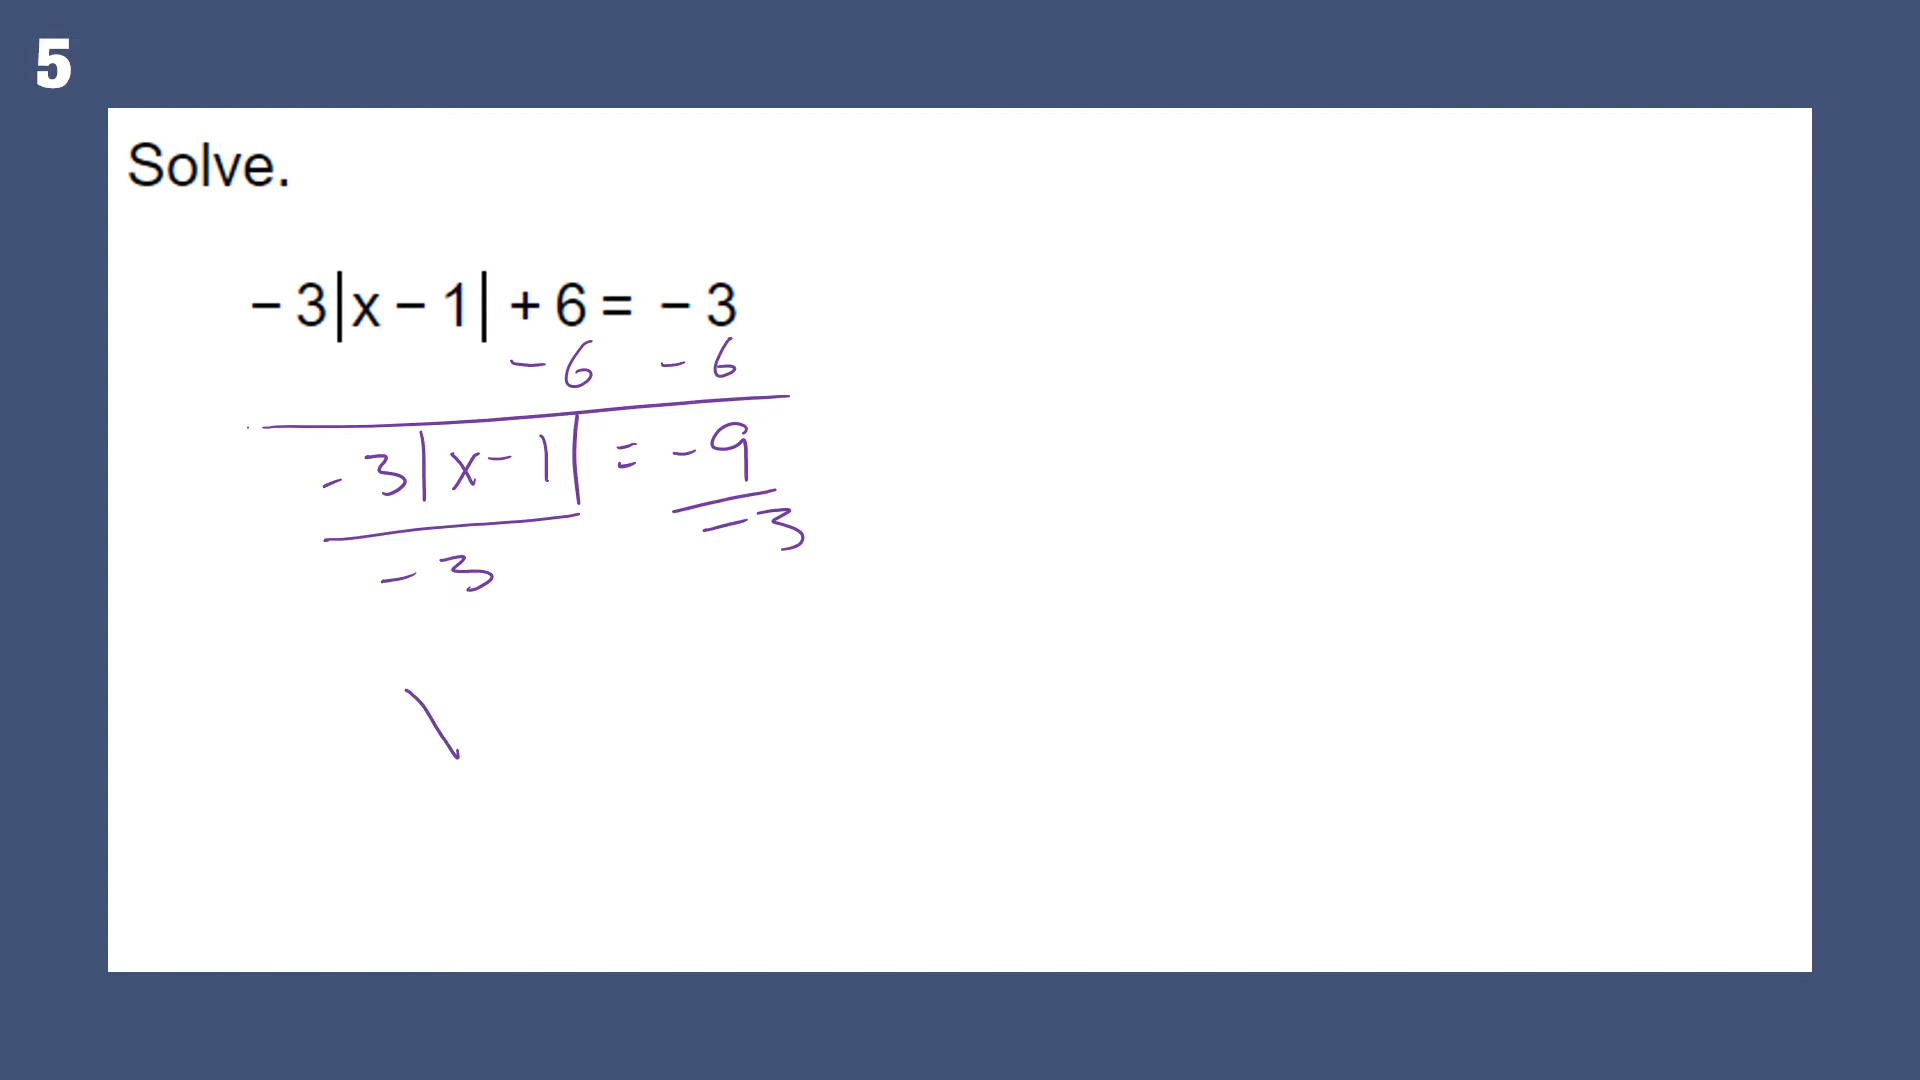 5
Solve.
− 3|x − 1| + 6 = − 3
− 6 − 6
- 3|x - 1| = - 9
- 3
- 3
\